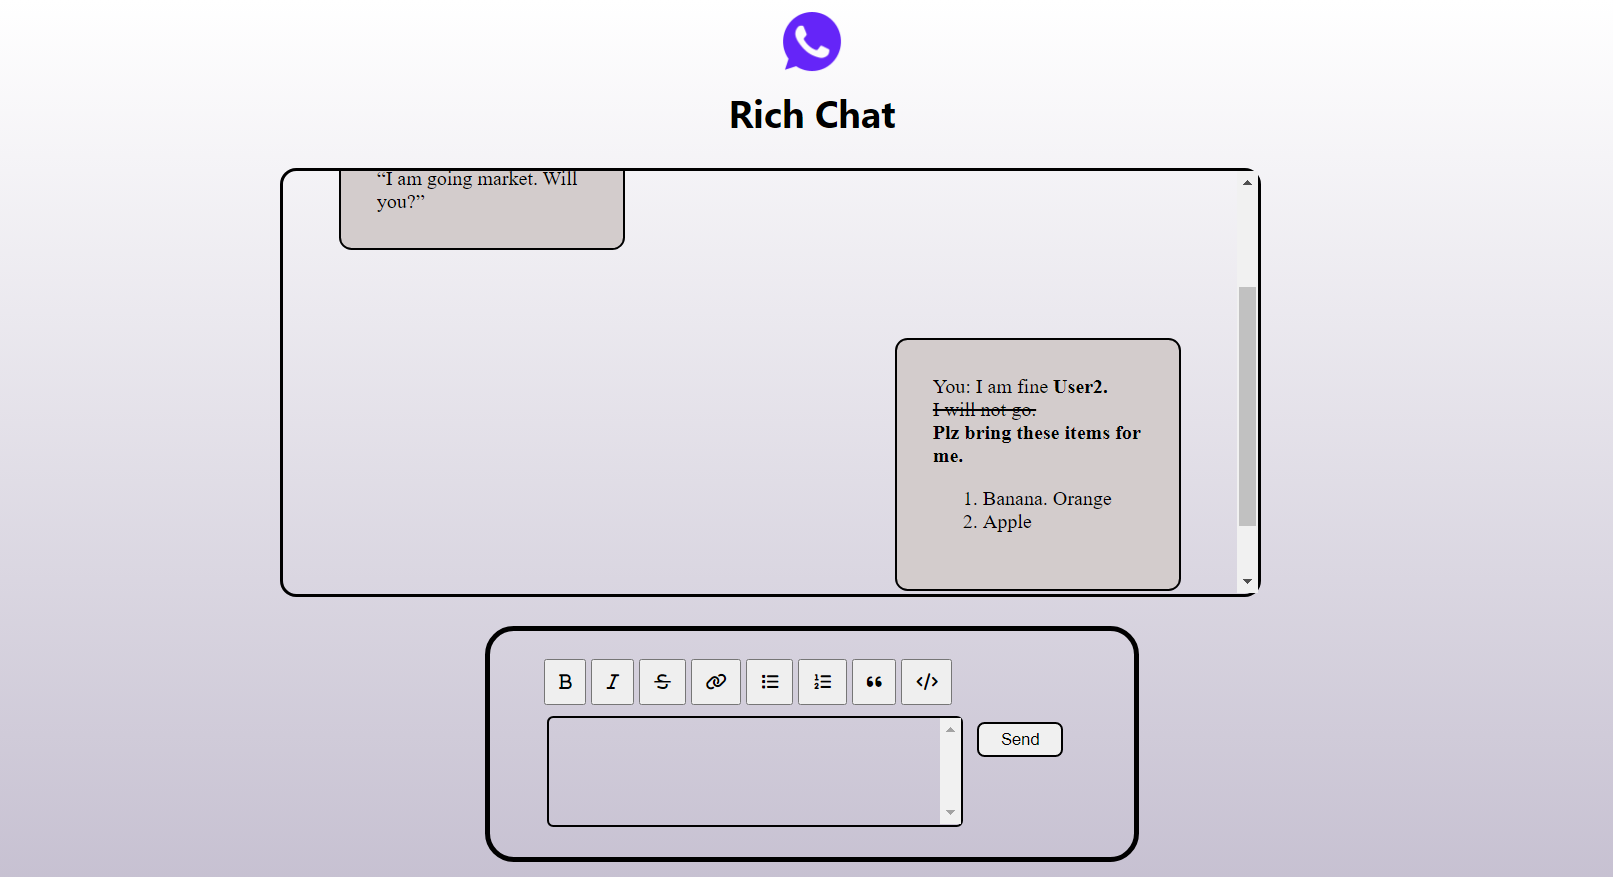 Rich Chat
“I am going market. Will
you?”
You: I am fine User2.
I will not go.
Plz bring these items for
me.
1. Banana. Orange
2. Apple
B I S </>
Send